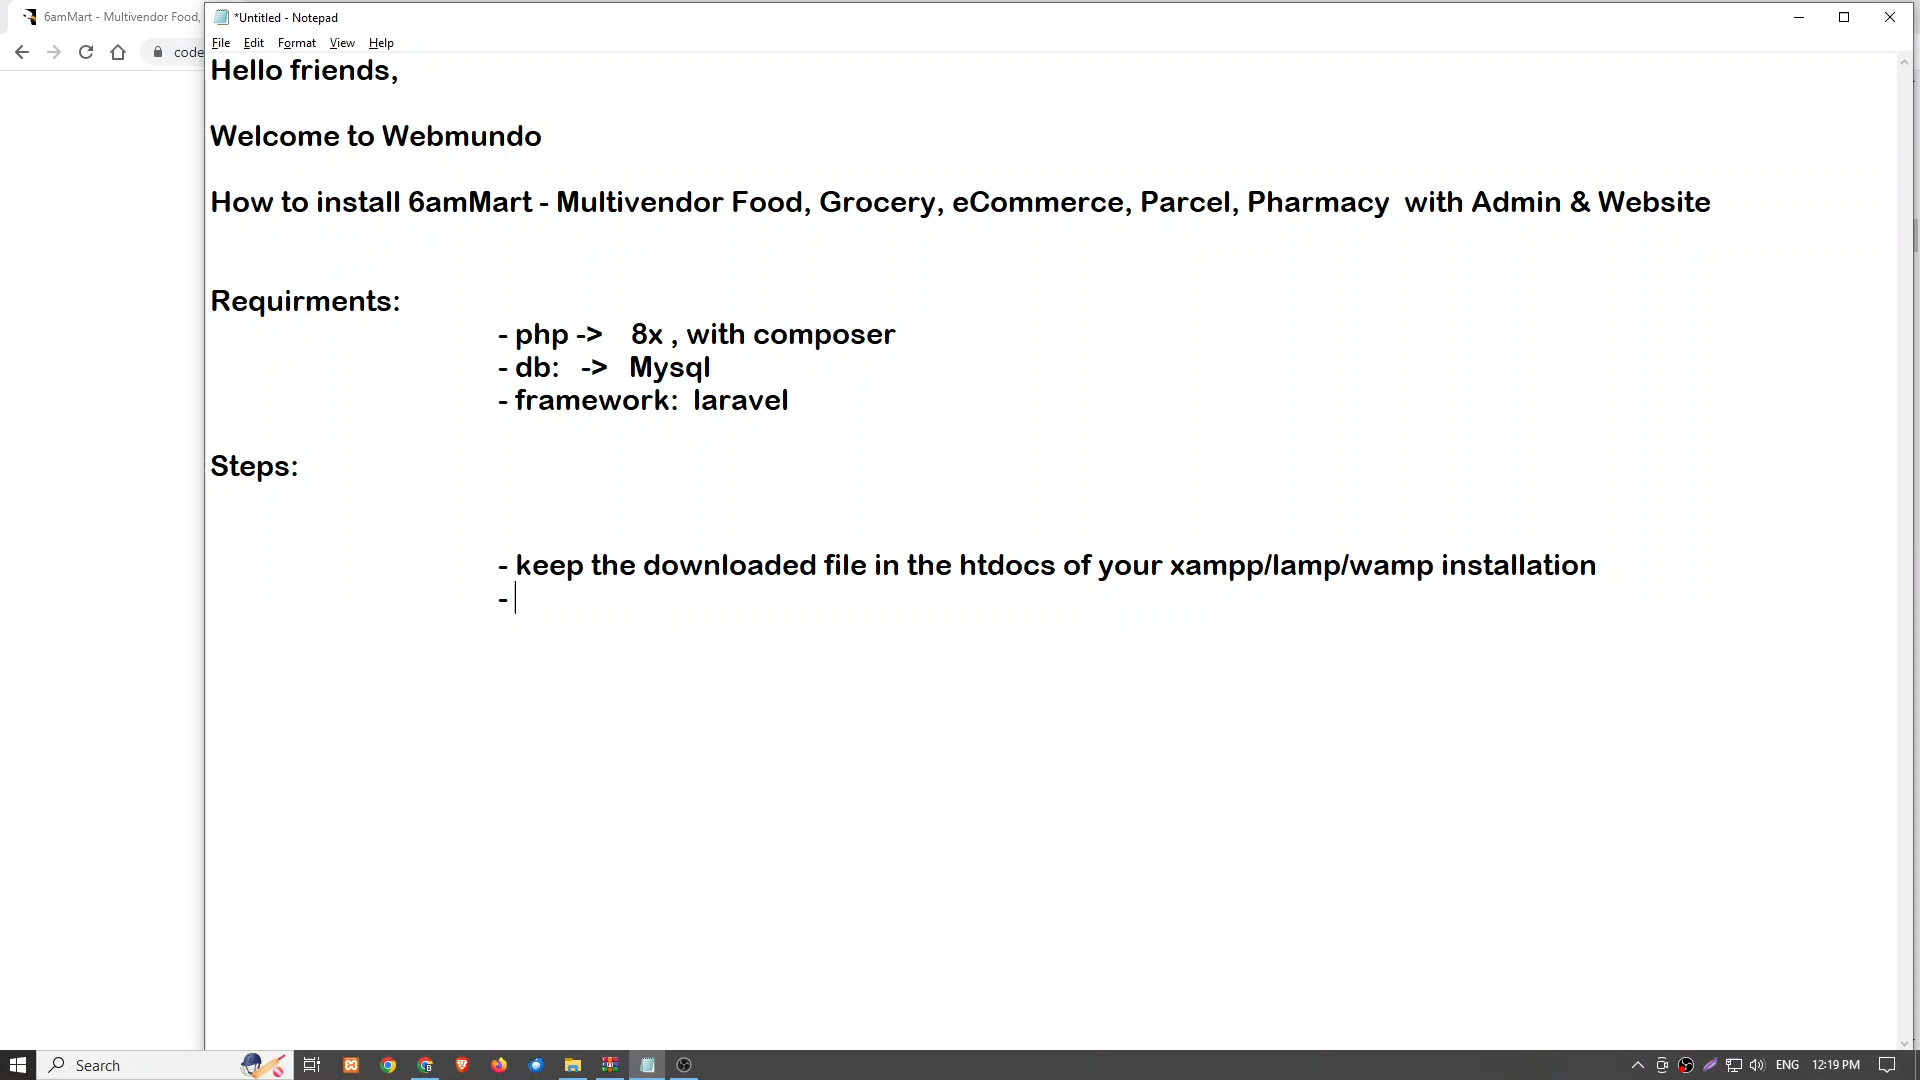 6amMart - Multivendor Food,
*Untitled - Notepad
code
File Edit Format View Help
Hello friends,
Welcome to Webmundo
How to install 6amMart - Multivendor Food, Grocery, eCommerce, Parcel, Pharmacy  with Admin & Website
Requirments:
- php ->    8x , with composer
- db:   ->   Mysql
- framework:  laravel
Steps:
- keep the downloaded file in the htdocs of your xampp/lamp/wamp installation
-
Search
ENG 12:19 PM